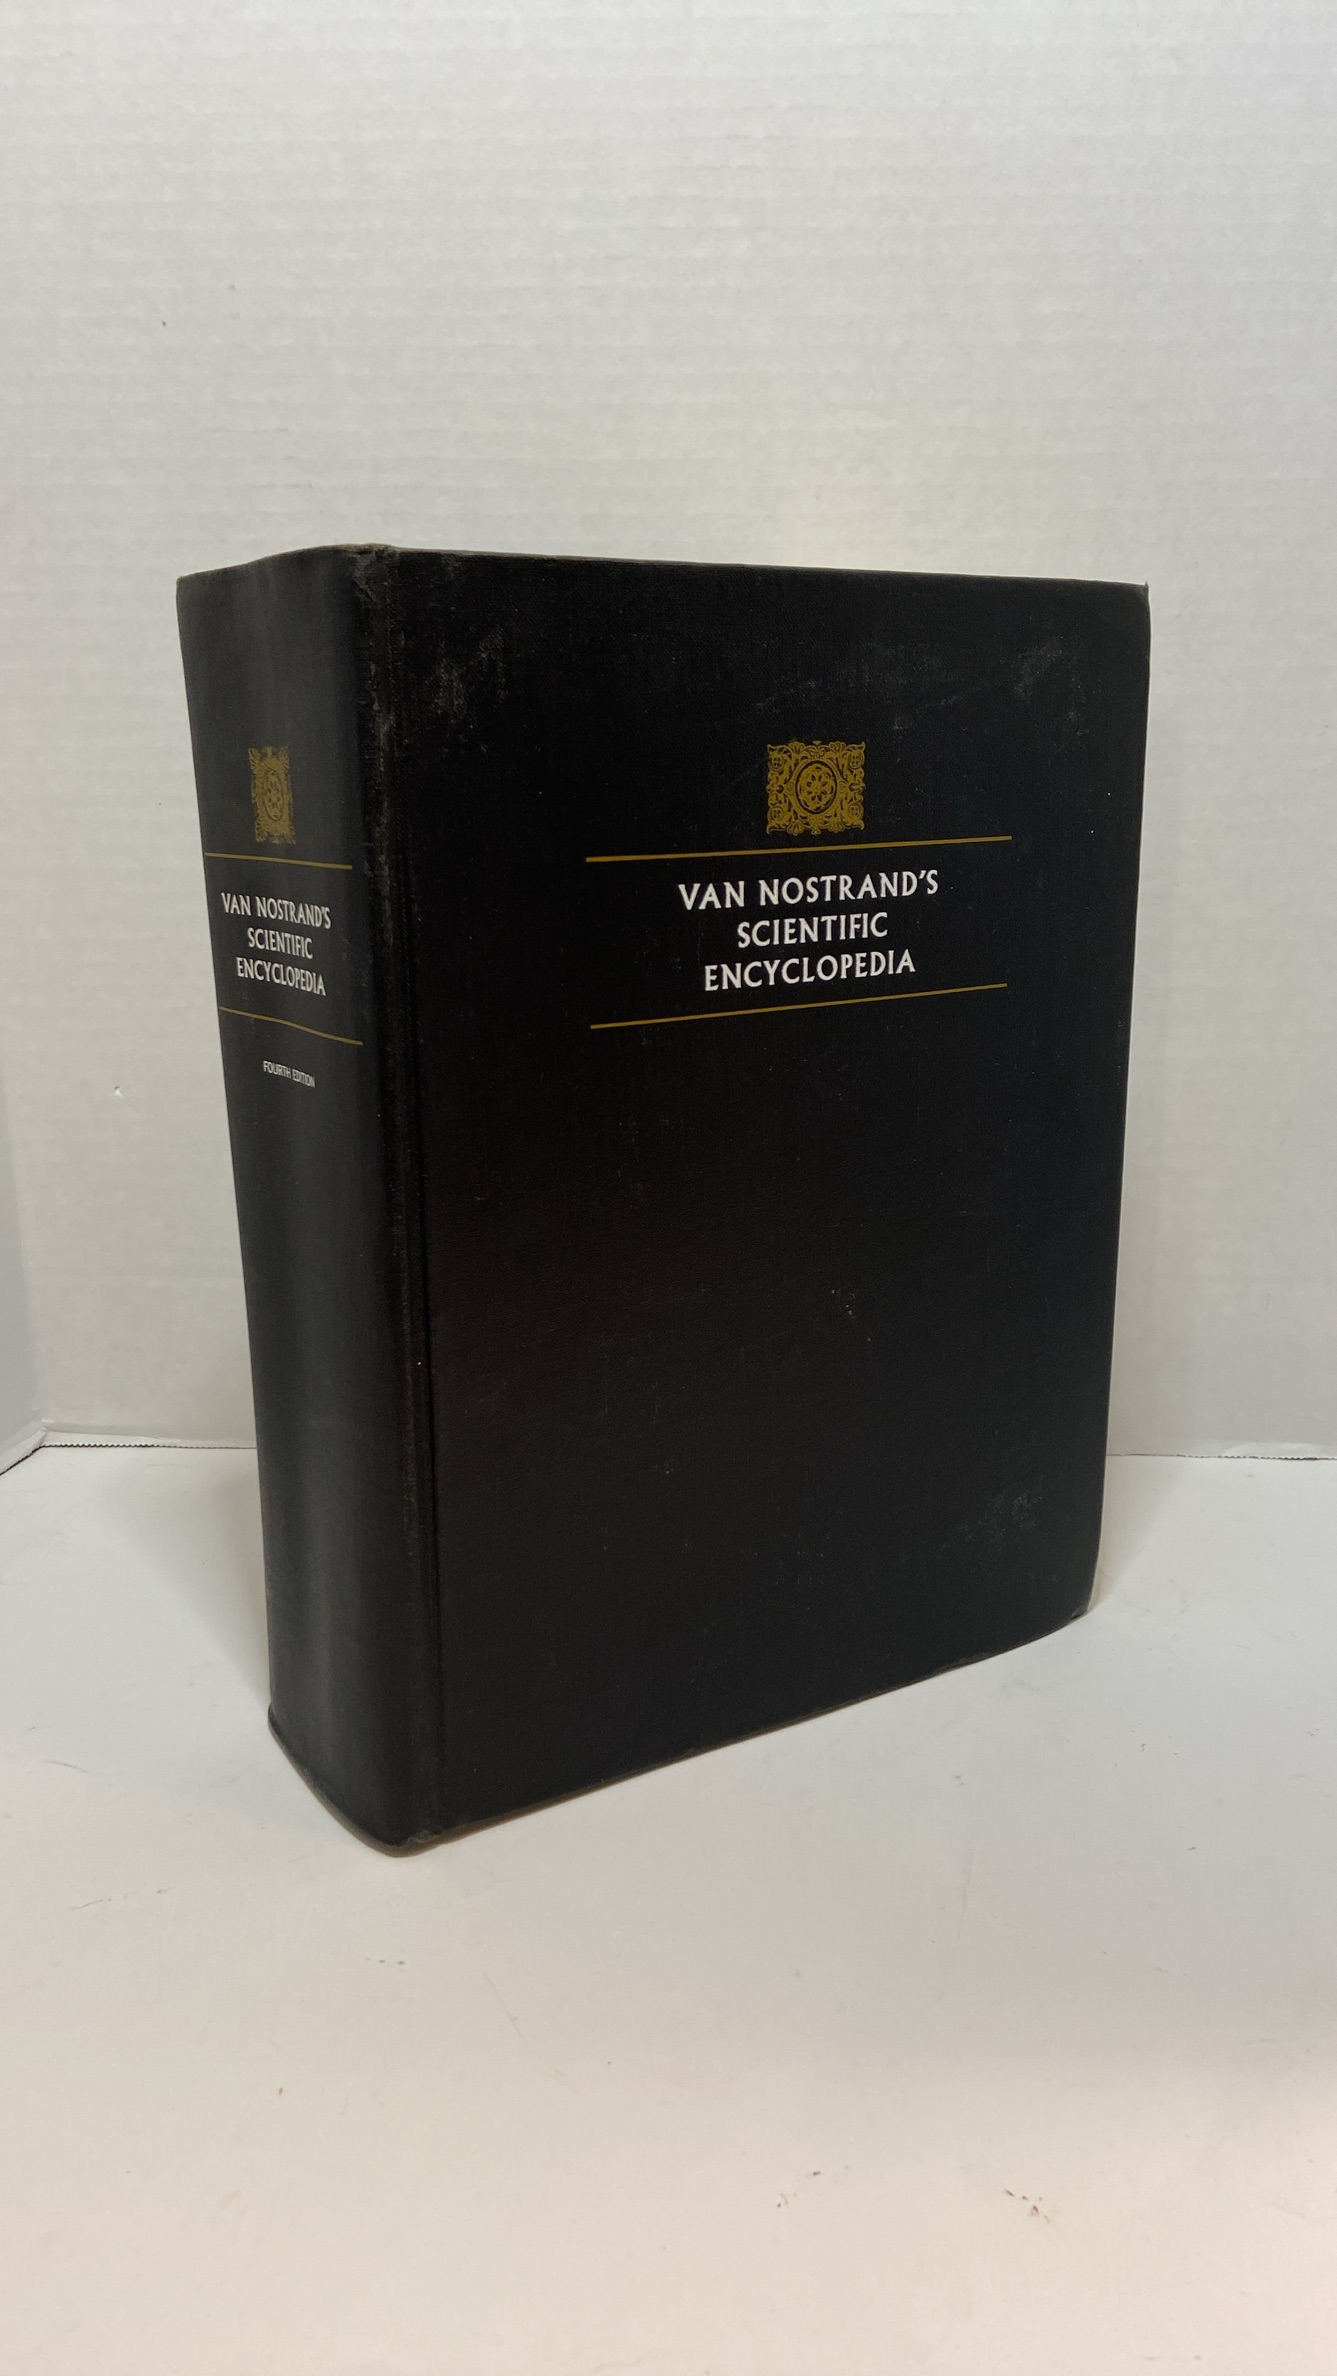 VAN NOSTRAND'S
SCIENTIFIC
ENCYCLOPEDIA
FOURTH EDITION
VAN NOSTRAND'S
SCIENTIFIC
ENCYCLOPEDIA